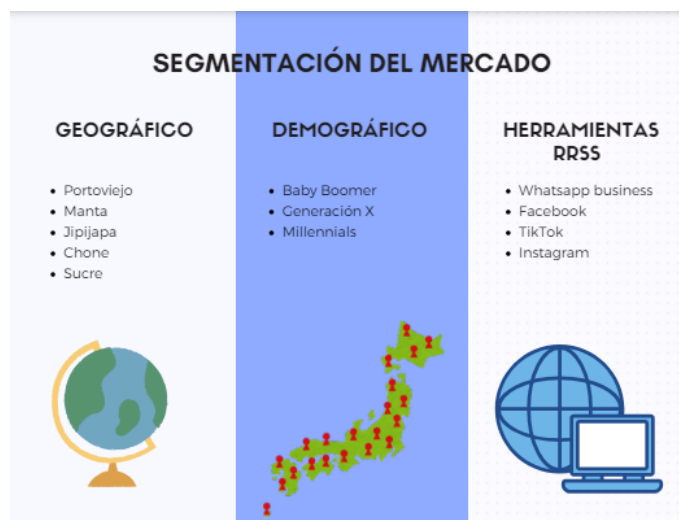 SEGMENTACIÓN DEL MERCADO
GEOGRÁFICO
• Portoviejo
• Manta
• Jipijapa
• Chone
• Sucre
DEMOGRÁFICO
• Baby Boomer
• Generación X
• Millennials
HERRAMIENTAS
RRSS
• Whatsapp business
• Facebook
• TikTok
• Instagram